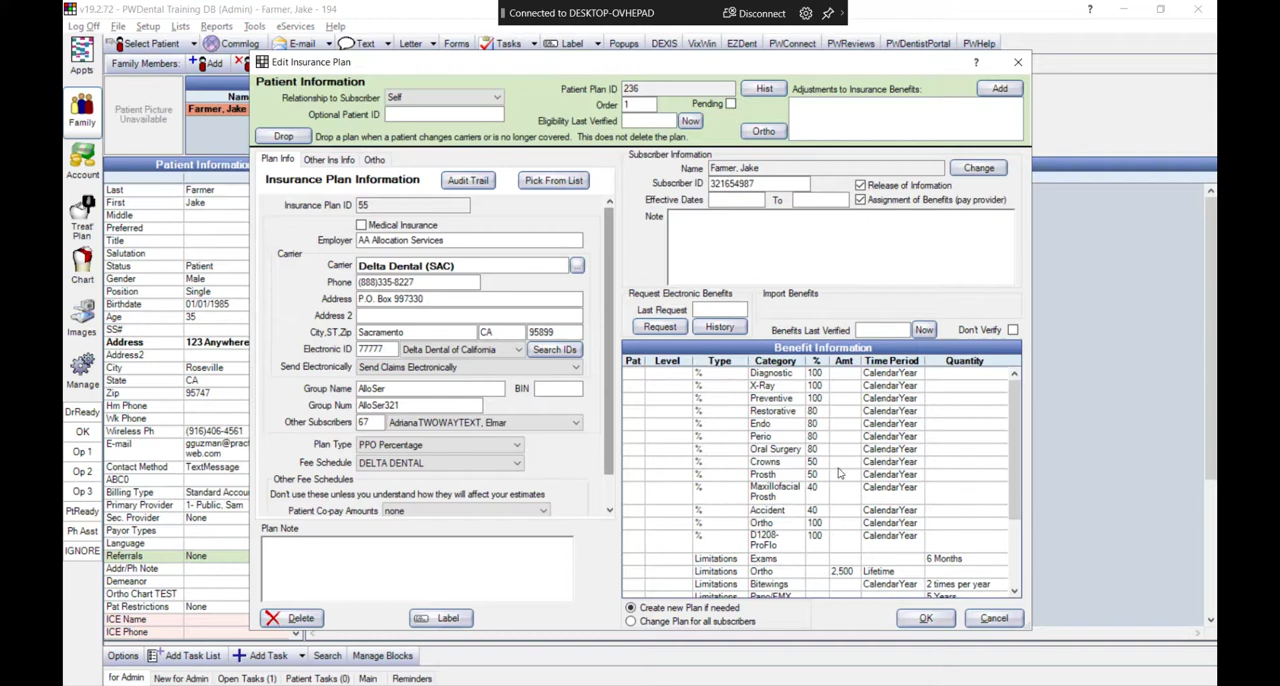 v19.2.72 - PWDental Training DB (Admin) - Farmer, Jake - 194
Connected to DESKTOP-OVHEPAD
Disconnect
Log Off File Setup Lists Reports Tools eServices Help
Select Patient Commlog E-mail Text Letter Forms Tasks Label Popups DEXIS VixWin EZDent PWConnect PWReviews PWDentistPortal PWHelp
Appts
Family
Account
Treat
Plan
Chart
Images
Manage
DrReady
OK
Op 1
Op 2
Op 3
PtReady
Ph Asst
IGNORE
Family Members: Add
Patient Picture
Unavailable
Farmer, Jake
Patient Information
Last Farmer
First Jake
Middle
Preferred
Title
Salutation
Status Patient
Gender Male
Position Single
Birthdate 01/01/1985
Age 35
SS#
Address 123 Anywhere
Address2
City Roseville
State CA
Zip 95747
Hm Phone
Wk Phone
Wireless Ph (916)406-4561
E-mail gguzman@pract
web.com
Contact Method TextMessage
ABC0
Billing Type Standard Accou
Primary Provider 1- Public, Sam
Sec. Provider None
Payor Types
Language
Referrals None
Addr/Ph Note
Demeanor
Ortho Chart TEST
Pat Restrictions None
ICE Name
ICE Phone
Edit Insurance Plan
Patient Information
Relationship to Subscriber Self
Optional Patient ID
Drop Drop a plan when a patient changes carriers or is no longer covered. This does not delete the plan.
Patient Plan ID 236
Order 1 Pending
Eligibility Last Verified Now
Hist
Ortho
Adjustments to Insurance Benefits: Add
Plan Info Other Ins Info Ortho
Insurance Plan Information Audit Trail Pick From List
Insurance Plan ID 55
Medical Insurance
Employer AA Allocation Services
Carrier
Carrier Delta Dental (SAC) ...
Phone (888)335-8227
Address P.O. Box 997330
Address 2
City,ST,Zip Sacramento CA 95899
Electronic ID 77777 Delta Dental of California Search IDs
Send Electronically Send Claims Electronically
Group Name AlloSer BIN
Group Num AlloSer321
Other Subscribers 67 AdrianaTWOWAYTEXT, Elmar
Plan Type PPO Percentage
Fee Schedule DELTA DENTAL
Other Fee Schedules
Don't use these unless you understand how they will affect your estimates
Patient Co-pay Amounts none
Plan Note
Delete Label
Subscriber Information
Name Farmer, Jake Change
Subscriber ID 321654987 Release of Information
Effective Dates To Assignment of Benefits (pay provider)
Note
Request Electronic Benefits Import Benefits
Last Request
Request History Benefits Last Verified Now Don't Verify
Benefit Information
Pat Level Type Category % Amt Time Period Quantity
% Diagnostic 100 CalendarYear
% X-Ray 100 CalendarYear
% Preventive 100 CalendarYear
% Restorative 80 CalendarYear
% Endo 80 CalendarYear
% Perio 80 CalendarYear
% Oral Surgery 80 CalendarYear
% Crowns 50 CalendarYear
% Prosth 50 CalendarYear
% Maxillofacial 40 CalendarYear
Prosth
% Accident 40 CalendarYear
% Ortho 100 CalendarYear
% D1208- 100 CalendarYear
ProFlo
Limitations Exams 6 Months
Limitations Ortho 2,500 Lifetime
Limitations Bitewings CalendarYear 2 times per year
Limitations Pano/FMX 5 Years
Create new Plan if needed
Change Plan for all subscribers
OK Cancel
Options Add Task List Add Task Search Manage Blocks
for Admin New for Admin Open Tasks (1) Patient Tasks (0) Main Reminders